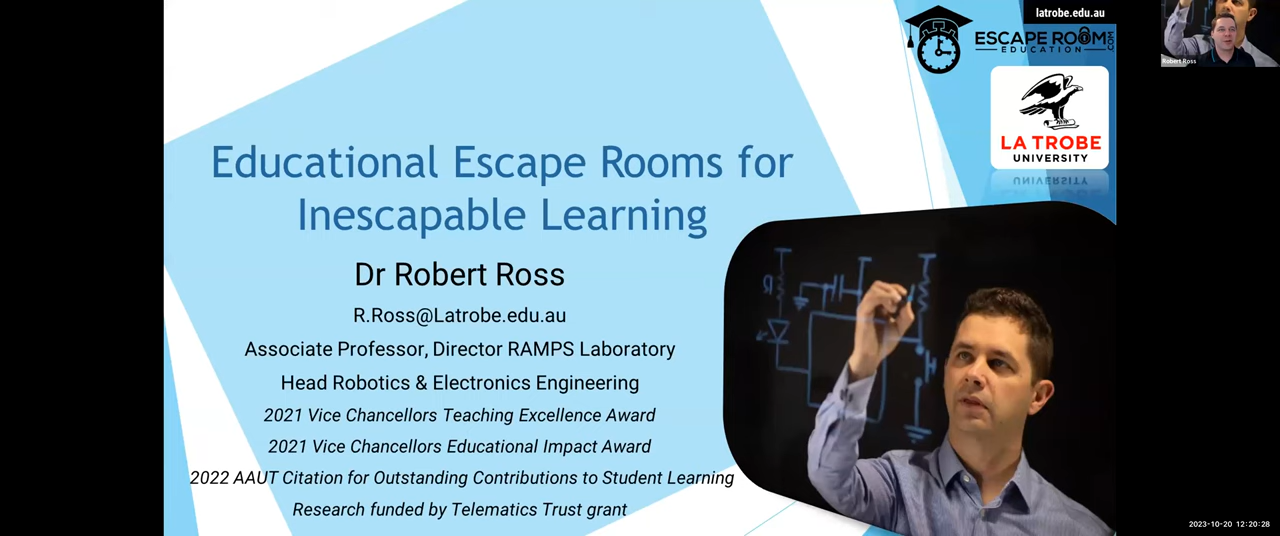 latrobe.edu.au
ESCAPE ROOM
EDUCATION
.COM
LA TROBE
UNIVERSITY
Educational Escape Rooms for
Inescapable Learning
Dr Robert Ross
R.Ross@Latrobe.edu.au
Associate Professor, Director RAMPS Laboratory
Head Robotics & Electronics Engineering
2021 Vice Chancellors Teaching Excellence Award
2021 Vice Chancellors Educational Impact Award
2022 AAUT Citation for Outstanding Contributions to Student Learning
Research funded by Telematics Trust grant
Robert Ross
2023-10-20 12:20:28